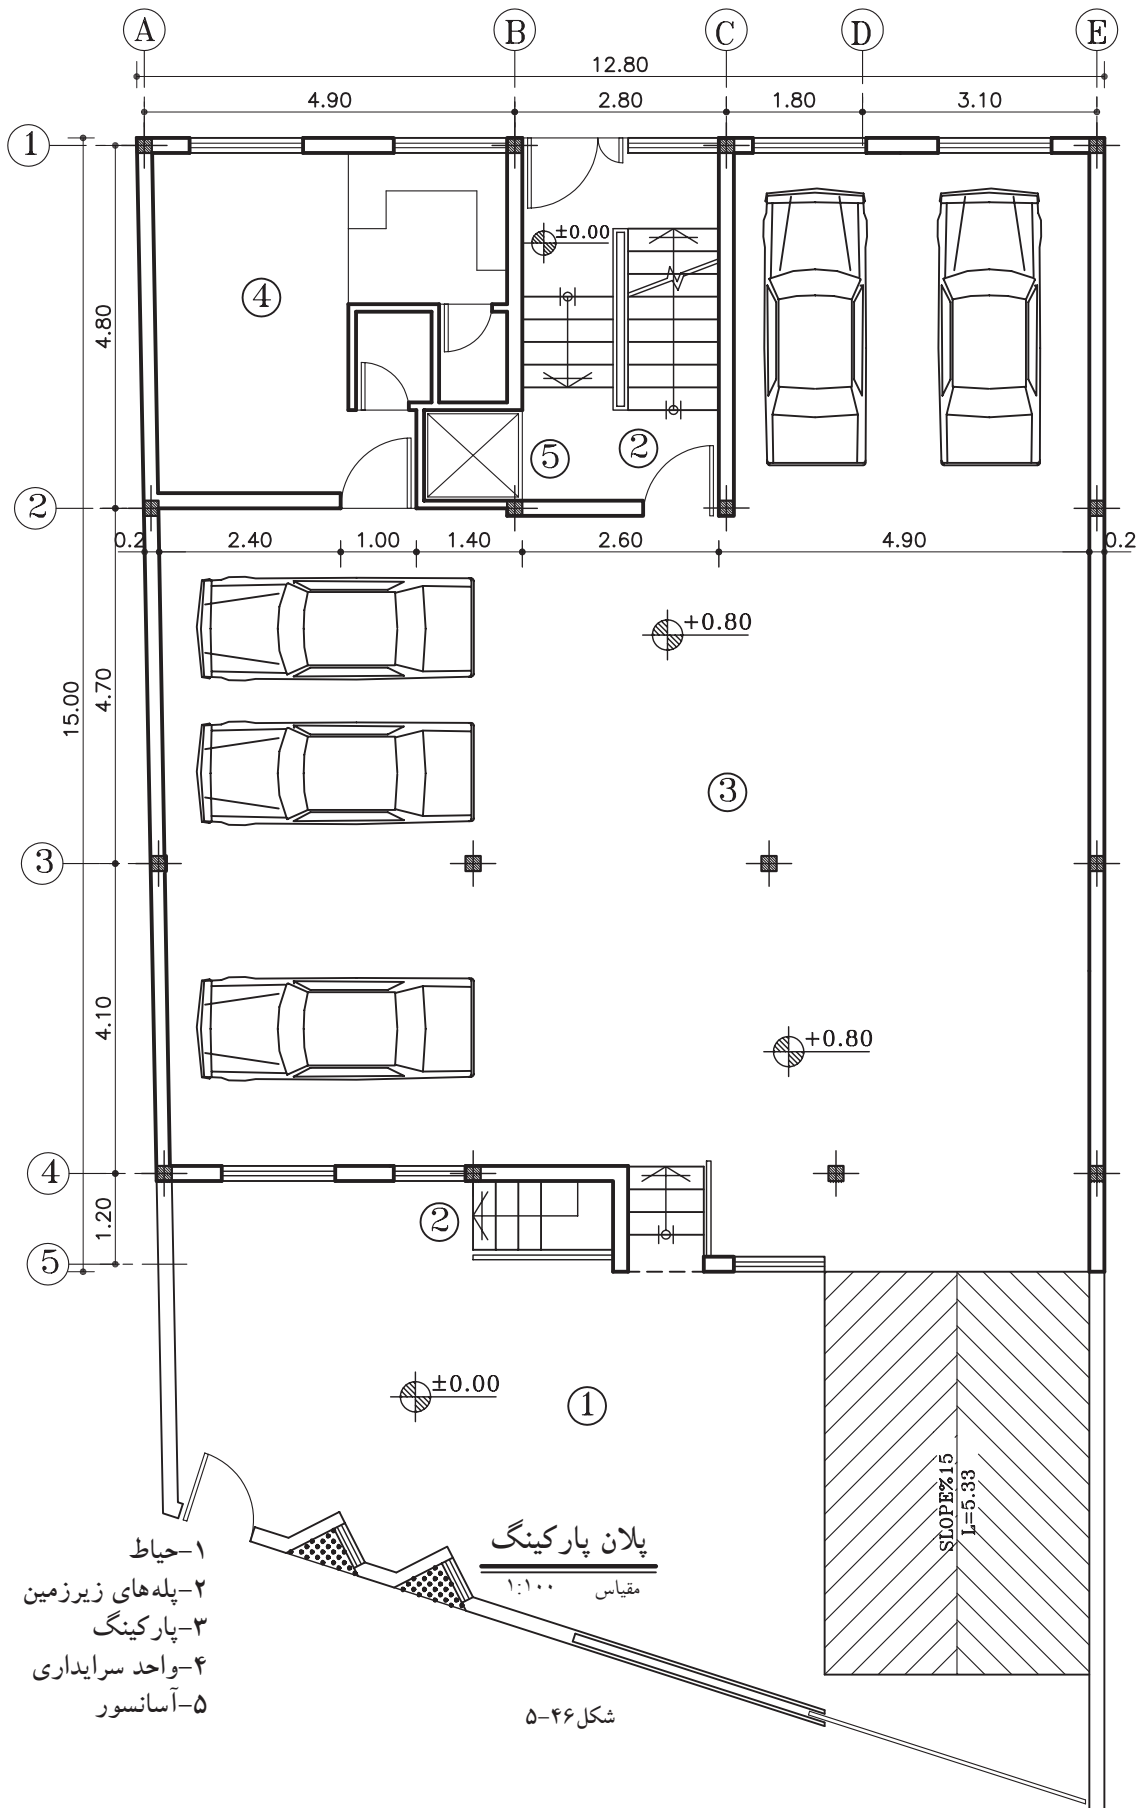 A B C D E
12.80
4.90 2.80 1.80 3.10
1
±0.00
4
4.80
5 2
2
0.2 2.40 1.00 1.40 2.60 4.90 0.2
+0.80
4.70
15.00
3
3
4.10
+0.80
4
1.20
2
5
±0.00
1
SLOPE%15
L=5.33
پلان پارکینگ
مقیاس ۱:۱۰۰
۱-حیاط
۲-پله‌های زیرزمین
۳-پارکینگ
۴-واحد سرایداری
۵-آسانسور
شکل ۴۶-۵